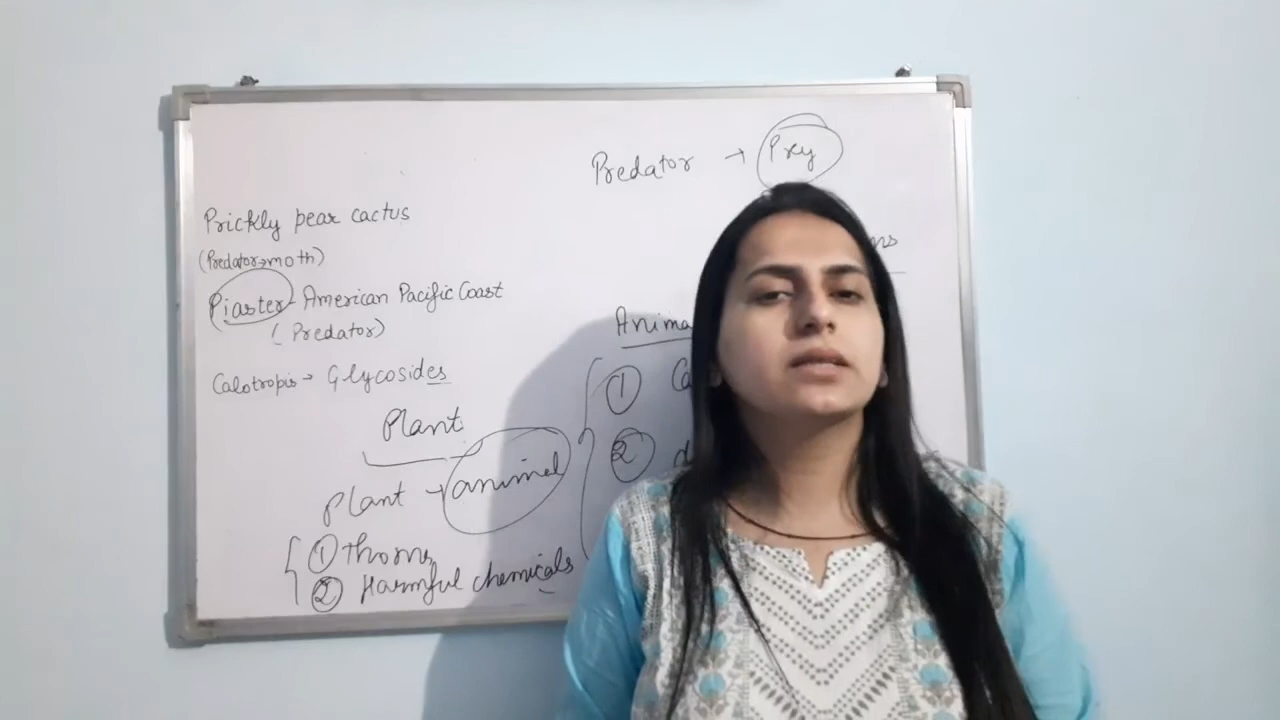 Predator → Prey
Prickly pear cactus
(Predator→moth)
Piaster - American Pacific Coast
(Predator)
Calotropis → Glycosides
Plant
Plant → animal
① Thorns
② Harmful chemicals
①
②